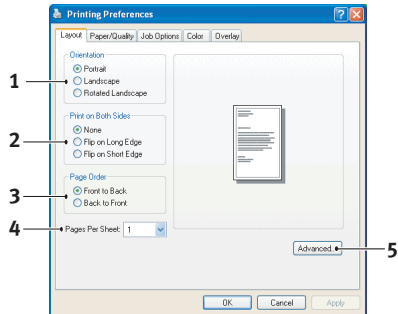 Printing Preferences
Layout Paper/Quality Job Options Color Overlay
Orientation
1
Portrait
Landscape
Rotated Landscape
Print on Both Sides
2
None
Flip on Long Edge
Flip on Short Edge
Page Order
3
Front to Back
Back to Front
4 Pages Per Sheet: 1
Advanced... 5
OK Cancel Apply